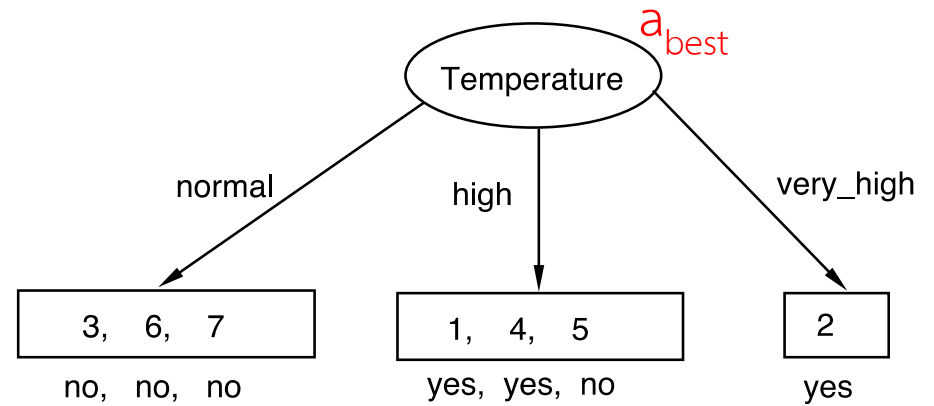 a_best
Temperature
normal
high
very_high
3, 6, 7
1, 4, 5
2
no, no, no
yes, yes, no
yes